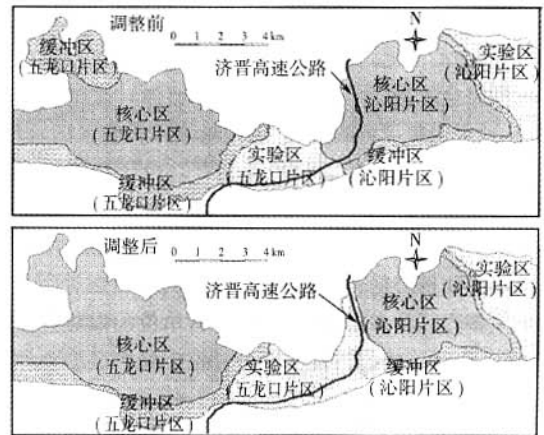 调整前
N
0 1 2 3 4 km
缓冲区
(五龙口片区)
济晋高速公路
实验区
(沁阳片区)
核心区
(五龙口片区)
核心区
(沁阳片区)
实验区
(五龙口片区)
缓冲区
(沁阳片区)
缓冲区
(五龙口片区)
调整后
N
0 1 2 3 4 km
实验区
(沁阳片区)
济晋高速公路
核心区
(沁阳片区)
核心区
(五龙口片区)
实验区
(五龙口片区)
缓冲区
(沁阳片区)
缓冲区
(五龙口片区)